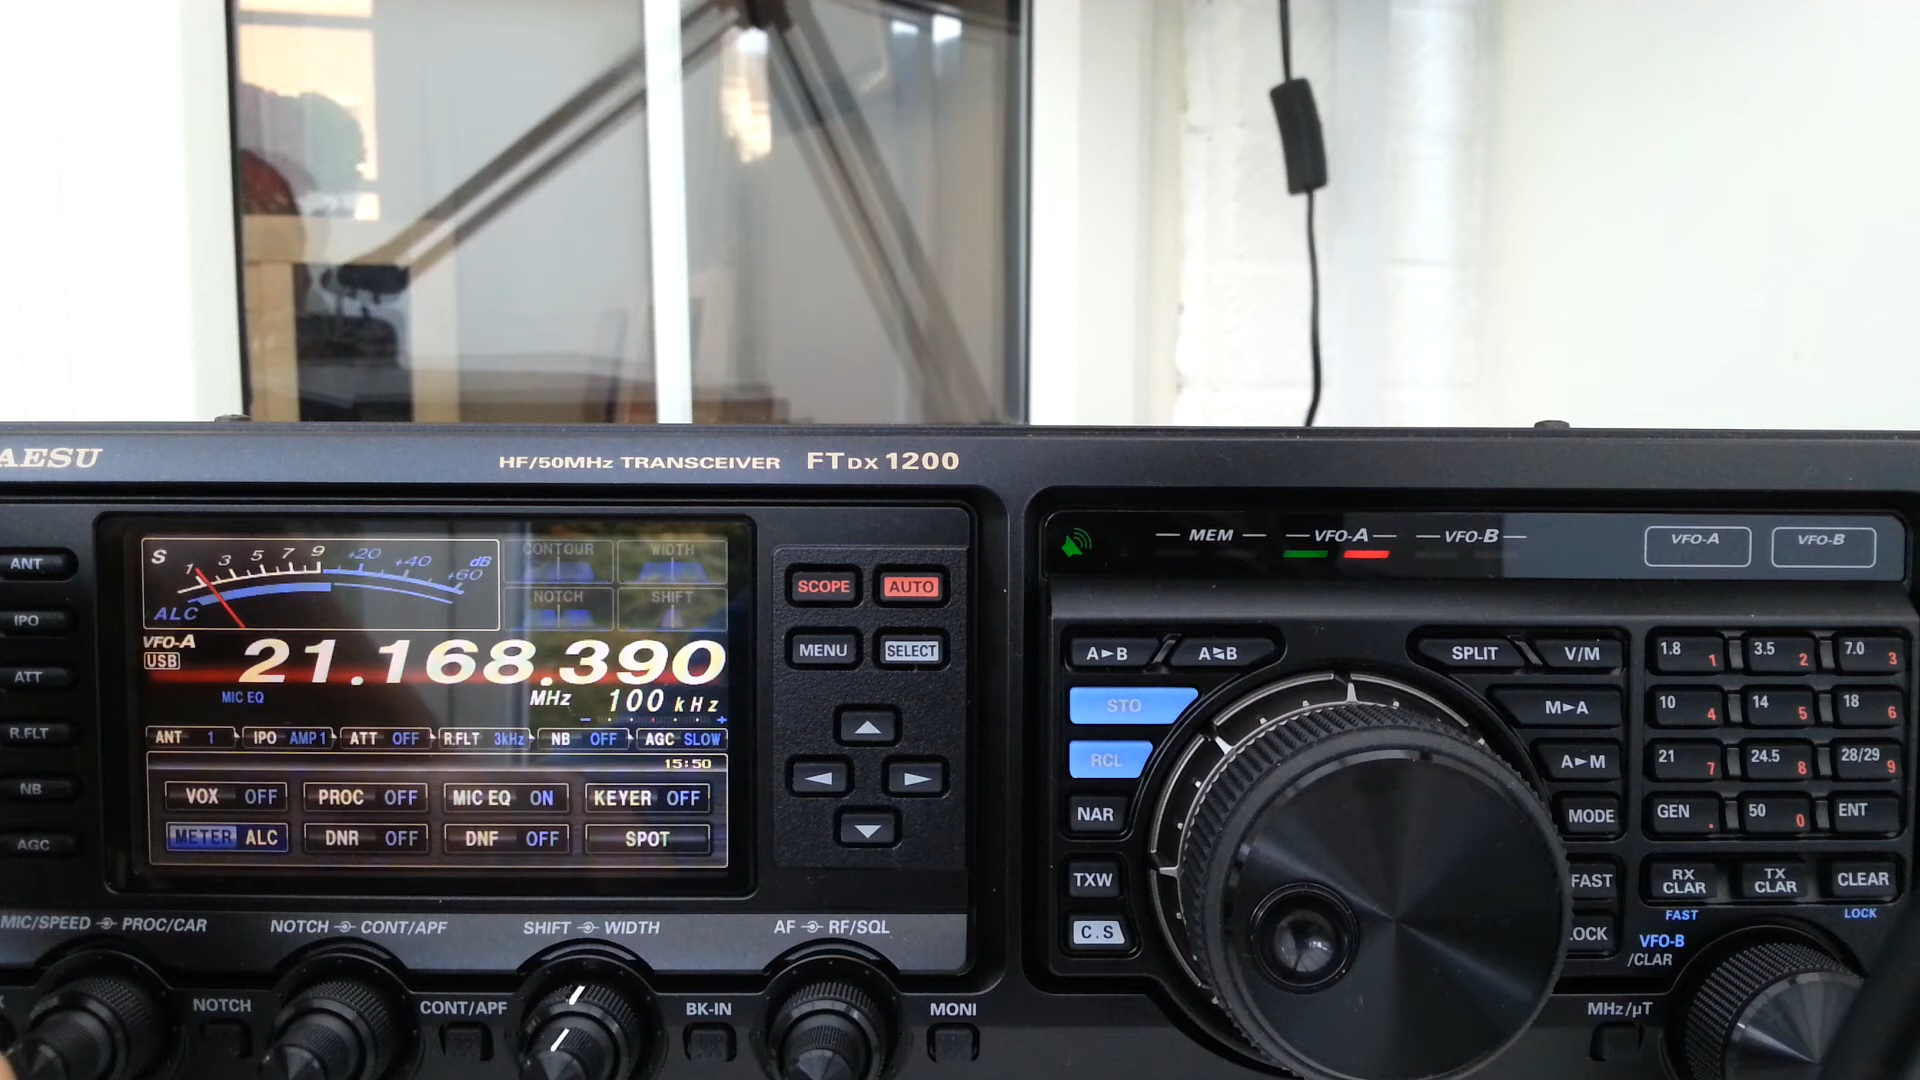 AESU HF/50MHz TRANSCEIVER FTDX 1200
ANT
IPO
ATT
R.FLT
NB
AGC
S 1 3 5 7 9 +20 +40 +60 dB
ALC
CONTOUR WIDTH
NOTCH SHIFT
VFO-A
USB
21.168.390
MHz 100 kHz
MIC EQ
− +
ANT 1 IPO AMP1 ATT OFF R.FLT 3kHz NB OFF AGC SLOW
15:50
VOX OFF PROC OFF MIC EQ ON KEYER OFF
METER ALC DNR OFF DNF OFF SPOT
SCOPE AUTO
MENU SELECT
MIC/SPEED PROC/CAR NOTCH CONT/APF SHIFT WIDTH AF RF/SQL
NOTCH CONT/APF BK-IN MONI
MEM VFO-A VFO-B
VFO-A VFO-B
A►B A B
SPLIT V/M
STO
M►A
RCL
A►M
NAR
MODE
TXW
FAST
C.S
LOCK
1.8 1 3.5 2 7.0 3
10 4 14 5 18 6
21 7 24.5 8 28/29 9
GEN . 50 0 ENT
RX CLAR TX CLAR CLEAR
FAST LOCK
VFO-B
/CLAR
MHz/µT